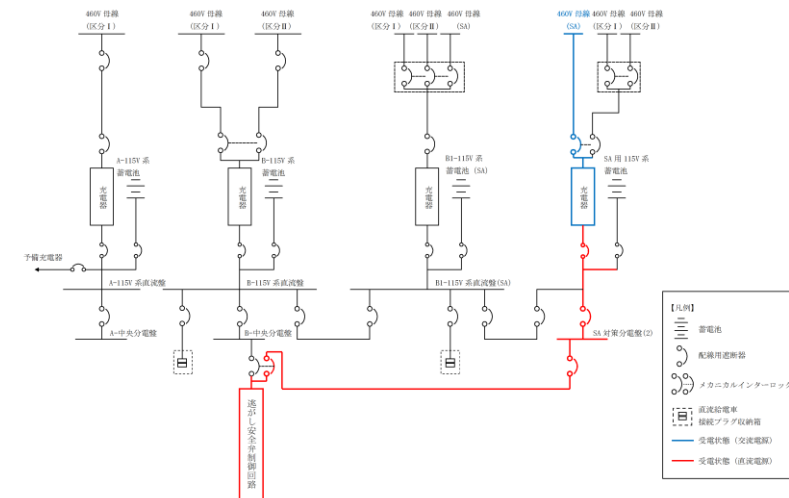 460V 母線
(区分Ⅰ)
460V 母線
(区分Ⅰ)
460V 母線
(区分Ⅱ)
460V 母線
(区分Ⅰ)
460V 母線
(区分Ⅱ)
460V 母線
(SA)
460V 母線
(SA)
460V 母線
(区分Ⅰ)
460V 母線
(区分Ⅱ)
A-115V 系
蓄電池
B-115V 系
蓄電池
B1-115V 系
蓄電池 (SA)
SA 用 115V 系
蓄電池
充電器
充電器
充電器
充電器
予備充電器
A-115V 系直流盤
B-115V 系直流盤
B1-115V 系直流盤(SA)
A-中央分電盤
B-中央分電盤
SA 対策分電盤(2)
逃がし安全弁制御回路
【凡例】
蓄電池
配線用遮断器
メカニカルインターロック
直流給電車
接続プラグ収納箱
受電状態（交流電源）
受電状態（直流電源）